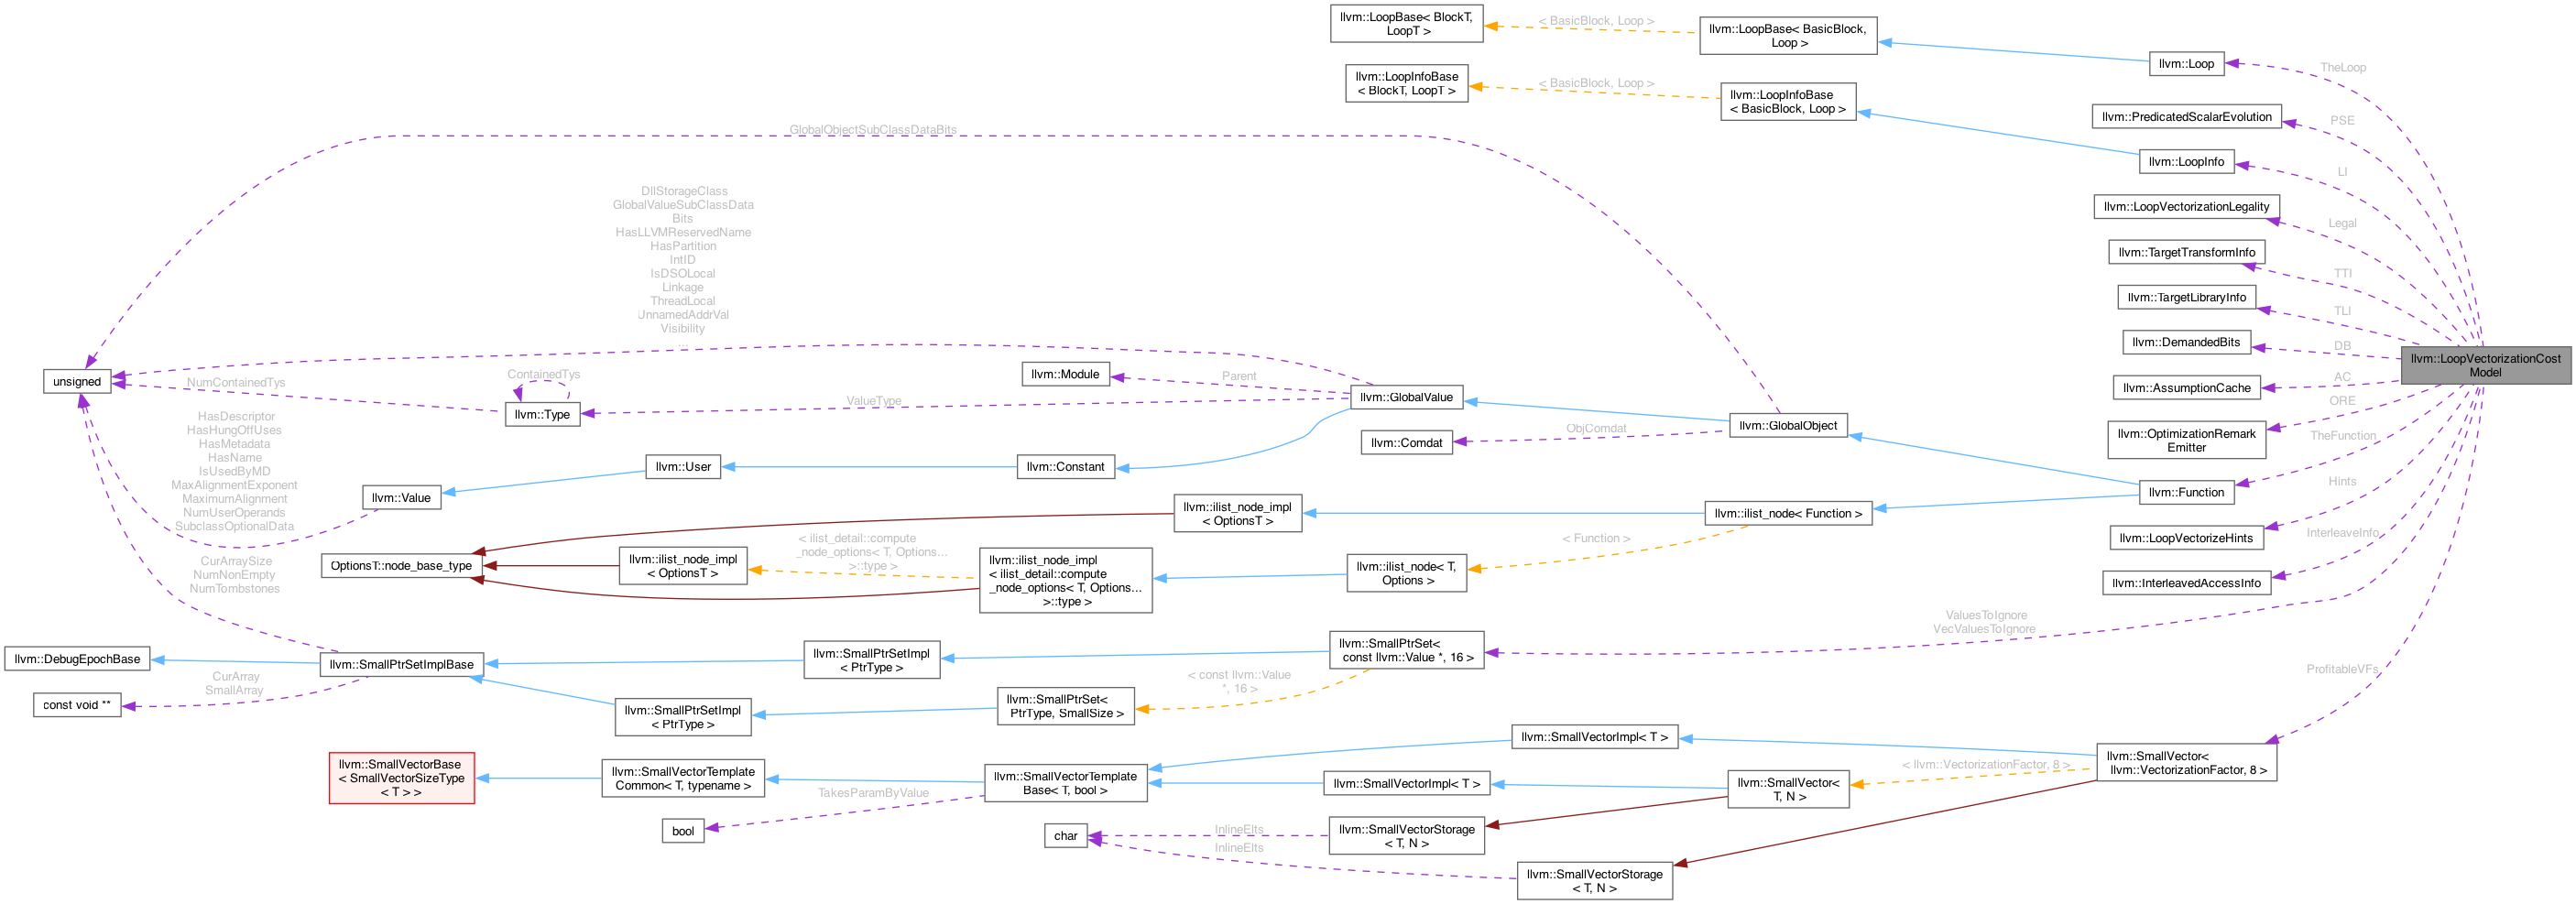 llvm::LoopBase< BlockT,
LoopT >
< BasicBlock, Loop >
llvm::LoopBase< BasicBlock,
Loop >
llvm::Loop
TheLoop
llvm::LoopInfoBase
< BlockT, LoopT >
< BasicBlock, Loop >
llvm::LoopInfoBase
< BasicBlock, Loop >
llvm::PredicatedScalarEvolution
PSE
GlobalObjectSubClassDataBits
llvm::LoopInfo
LI
llvm::LoopVectorizationLegality
Legal
llvm::TargetTransformInfo
TTI
llvm::TargetLibraryInfo
TLI
llvm::DemandedBits
DB
llvm::LoopVectorizationCost
Model
llvm::AssumptionCache
AC
llvm::OptimizationRemark
Emitter
ORE
TheFunction
llvm::Function
Hints
llvm::LoopVectorizeHints
InterleaveInfo
llvm::InterleavedAccessInfo
DllStorageClass
GlobalValueSubClassData
Bits
HasLLVMReservedName
HasPartition
IntID
IsDSOLocal
Linkage
ThreadLocal
UnnamedAddrVal
Visibility
...
unsigned
NumContainedTys
ContainedTys
llvm::Type
llvm::Module
Parent
ValueType
llvm::GlobalValue
llvm::Comdat
ObjComdat
llvm::GlobalObject
HasDescriptor
HasHungOffUses
HasMetadata
HasName
IsUsedByMD
MaxAlignmentExponent
MaximumAlignment
NumUserOperands
SubclassOptionalData
llvm::Value
llvm::User
llvm::Constant
llvm::ilist_node_impl
< OptionsT >
llvm::ilist_node< Function >
OptionsT::node_base_type
llvm::ilist_node_impl
< OptionsT >
< ilist_detail::compute
_node_options< T, Options...
>::type >
llvm::ilist_node_impl
< ilist_detail::compute
_node_options< T, Options...
>::type >
llvm::ilist_node< T,
Options >
< Function >
CurArraySize
NumNonEmpty
NumTombstones
llvm::DebugEpochBase
llvm::SmallPtrSetImplBase
llvm::SmallPtrSetImpl
< PtrType >
llvm::SmallPtrSet<
const llvm::Value *, 16 >
ValuesToIgnore
VecValuesToIgnore
CurArray
SmallArray
const void **
llvm::SmallPtrSetImpl
< PtrType >
llvm::SmallPtrSet<
PtrType, SmallSize >
< const llvm::Value
*, 16 >
ProfitableVFs
llvm::SmallVectorBase
< SmallVectorSizeType
< T > >
llvm::SmallVectorTemplate
Common< T, typename >
llvm::SmallVectorTemplate
Base< T, bool >
llvm::SmallVectorImpl< T >
llvm::SmallVectorImpl< T >
llvm::SmallVector<
T, N >
< llvm::VectorizationFactor, 8 >
llvm::SmallVector<
llvm::VectorizationFactor, 8 >
TakesParamByValue
bool
char
InlineElts
InlineElts
llvm::SmallVectorStorage
< T, N >
llvm::SmallVectorStorage
< T, N >